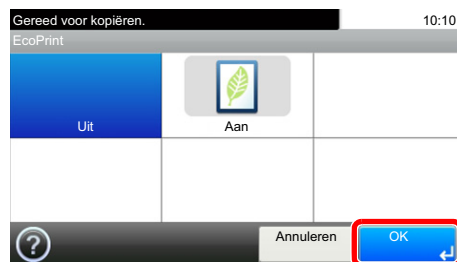 Gereed voor kopiëren. 10:10
EcoPrint
Uit Aan
? Annuleren OK